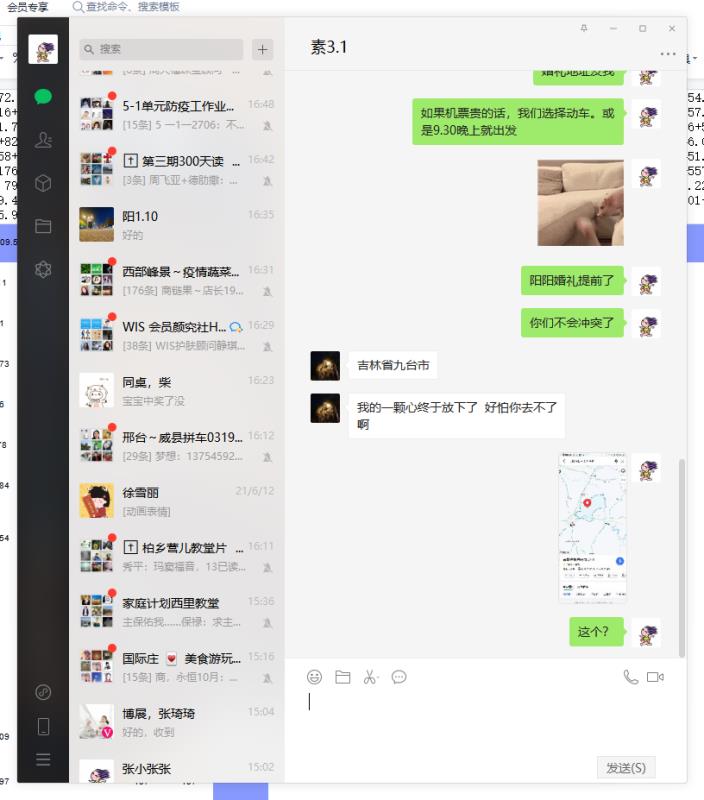 会员专享
查找命令、搜索模板
搜索
素3.1
5-1单元防疫工作业... 16:48
[15条] 5 一1一2706：不...
第三期300天读 ... 16:42
[3条] 周飞亚+德肋撒：...
阳1.10 16:35
好的
西部峰景～疫情蔬菜... 16:31
[176条] 商链果～店长19...
WIS 会员颜究社H... 16:29
[38条] WIS护肤顾问静琪...
同桌，柴 16:23
宝宝中奖了没
邢台～威县拼车0319... 16:12
[29条] 梦想：13754592...
徐雪丽 21/6/12
[动画表情]
柏乡营儿教堂片 ... 16:11
秀平：玛窦福音，13已读...
家庭计划西里教堂 15:36
主保佑我......保禄：求主...
国际庄 美食游玩... 15:16
[15条] 商，永恒10月：...
博晨，张琦琦 15:04
好的，收到
张小张张 15:02
婚礼地址发我
如果机票贵的话，我们选择动车。或
是9.30晚上就出发
阳阳婚礼提前了
你们不会冲突了
吉林省九台市
我的一颗心终于放下了 好怕你去不了
啊
这个？
发送(S)